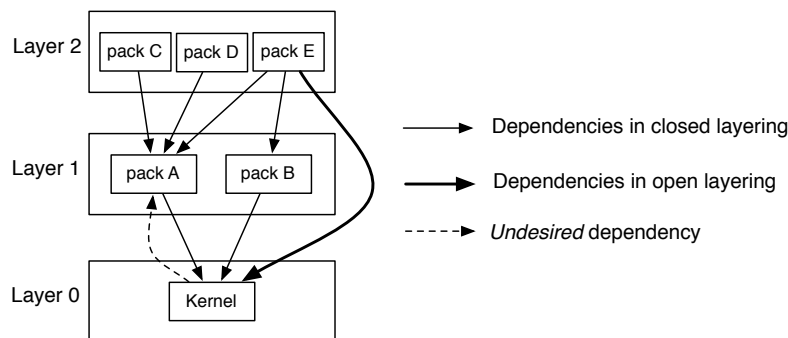 Layer 2
pack C
pack D
pack E
Dependencies in closed layering
Layer 1
pack A
pack B
Dependencies in open layering
Undesired dependency
Layer 0
Kernel